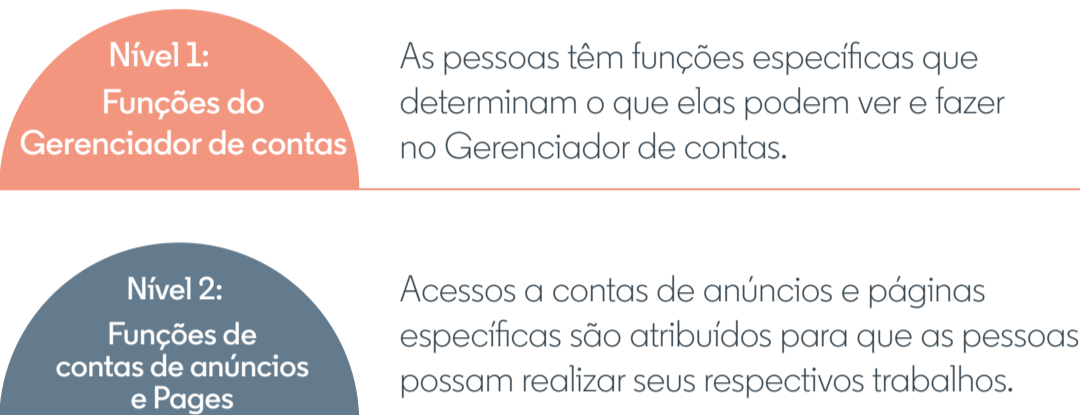 Nível 1:
Funções do
Gerenciador de contas
As pessoas têm funções específicas que
determinam o que elas podem ver e fazer
no Gerenciador de contas.
Nível 2:
Funções de
contas de anúncios
e Pages
Acessos a contas de anúncios e páginas
específicas são atribuídos para que as pessoas
possam realizar seus respectivos trabalhos.